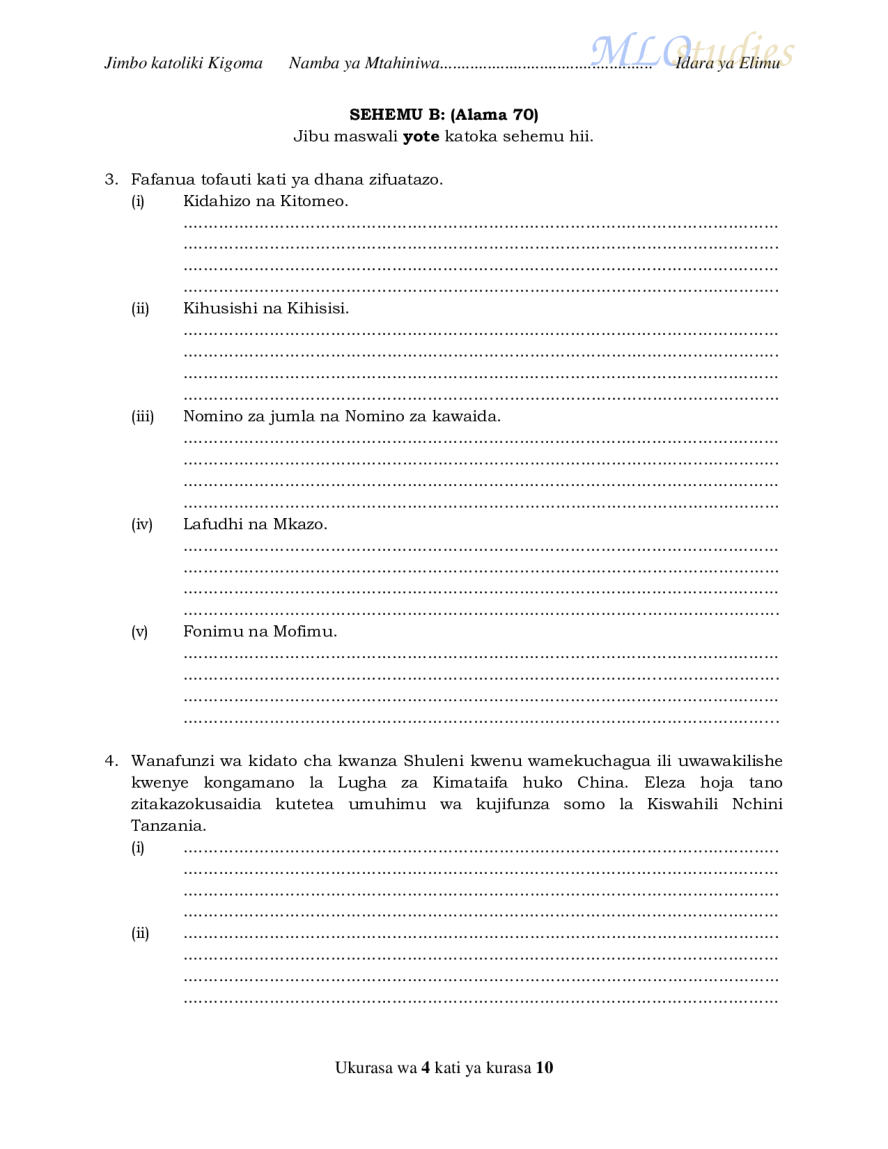 MLOstudies
Jimbo katoliki Kigoma Namba ya Mtahiniwa................................................. Idara ya Elimu
SEHEMU B: (Alama 70)
Jibu maswali yote katoka sehemu hii.
3. Fafanua tofauti kati ya dhana zifuatazo.
(i) Kidahizo na Kitomeo.
(ii) Kihusishi na Kihisisi.
(iii) Nomino za jumla na Nomino za kawaida.
(iv) Lafudhi na Mkazo.
(v) Fonimu na Mofimu.
4. Wanafunzi wa kidato cha kwanza Shuleni kwenu wamekuchagua ili uwawakilishe
kwenye kongamano la Lugha za Kimataifa huko China. Eleza hoja tano
zitakazokusaidia kutetea umuhimu wa kujifunza somo la Kiswahili Nchini
Tanzania.
(i)
(ii)
Ukurasa wa 4 kati ya kurasa 10